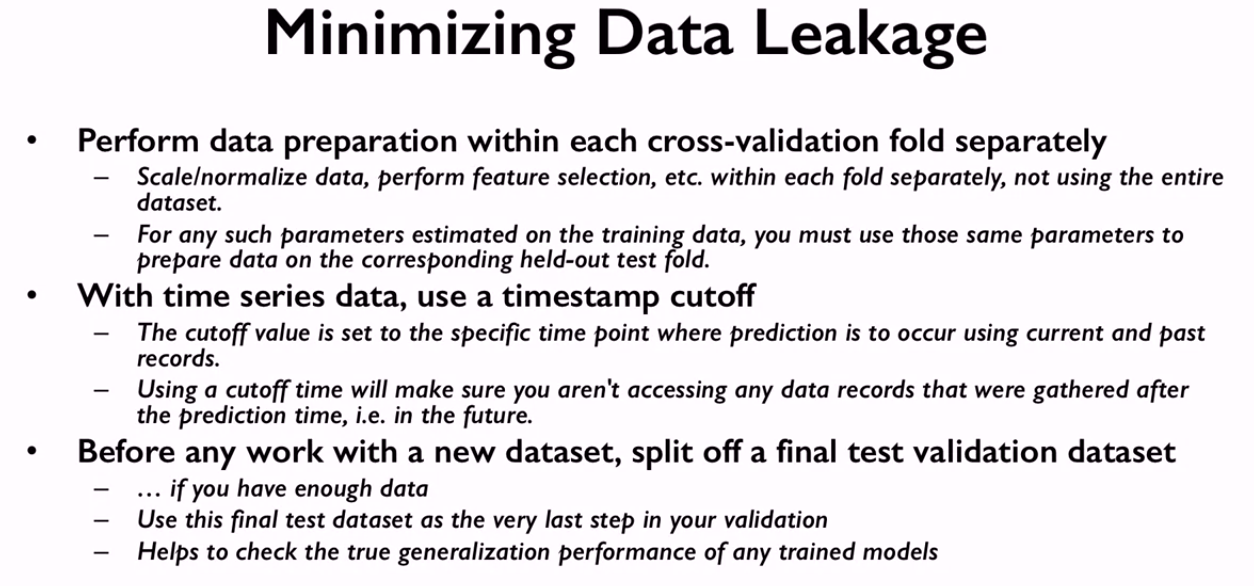 Minimizing Data Leakage
• Perform data preparation within each cross-validation fold separately
– Scale/normalize data, perform feature selection, etc. within each fold separately, not using the entire
dataset.
– For any such parameters estimated on the training data, you must use those same parameters to
prepare data on the corresponding held-out test fold.
• With time series data, use a timestamp cutoff
– The cutoff value is set to the specific time point where prediction is to occur using current and past
records.
– Using a cutoff time will make sure you aren't accessing any data records that were gathered after
the prediction time, i.e. in the future.
• Before any work with a new dataset, split off a final test validation dataset
– … if you have enough data
– Use this final test dataset as the very last step in your validation
– Helps to check the true generalization performance of any trained models